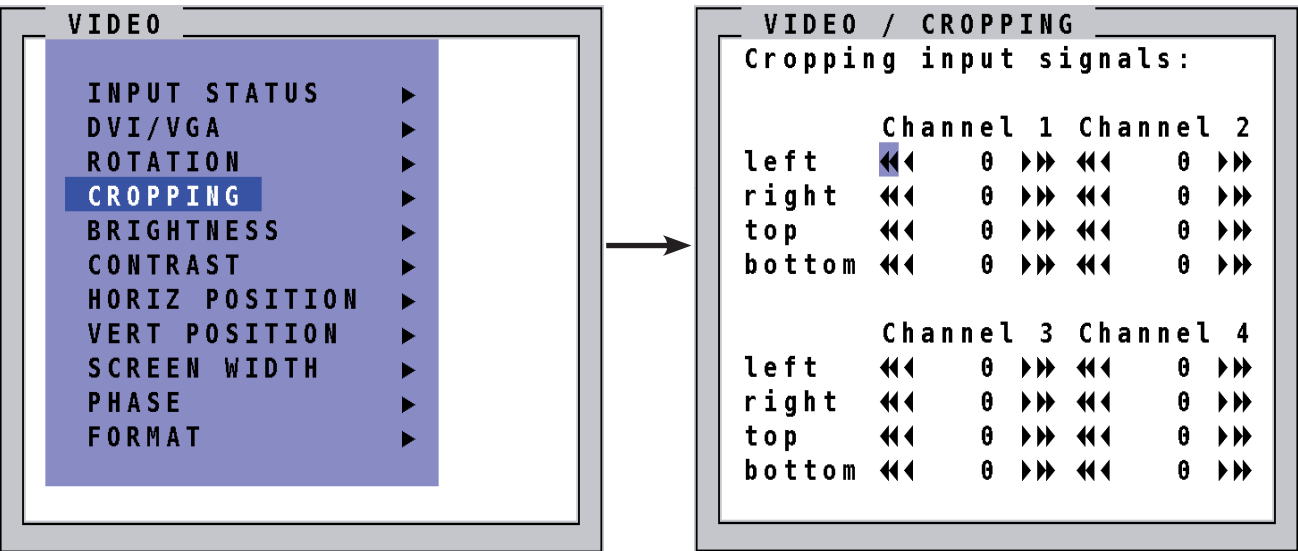 VIDEO
INPUT STATUS ▶
DVI/VGA ▶
ROTATION ▶
CROPPING ▶
BRIGHTNESS ▶
CONTRAST ▶
HORIZ POSITION ▶
VERT POSITION ▶
SCREEN WIDTH ▶
PHASE ▶
FORMAT ▶
VIDEO / CROPPING
Cropping input signals:
Channel 1 Channel 2
left ◀◀◀ 0 ▶▶▶ ◀◀◀ 0 ▶▶▶
right ◀◀◀ 0 ▶▶▶ ◀◀◀ 0 ▶▶▶
top ◀◀◀ 0 ▶▶▶ ◀◀◀ 0 ▶▶▶
bottom ◀◀◀ 0 ▶▶▶ ◀◀◀ 0 ▶▶▶
Channel 3 Channel 4
left ◀◀◀ 0 ▶▶▶ ◀◀◀ 0 ▶▶▶
right ◀◀◀ 0 ▶▶▶ ◀◀◀ 0 ▶▶▶
top ◀◀◀ 0 ▶▶▶ ◀◀◀ 0 ▶▶▶
bottom ◀◀◀ 0 ▶▶▶ ◀◀◀ 0 ▶▶▶